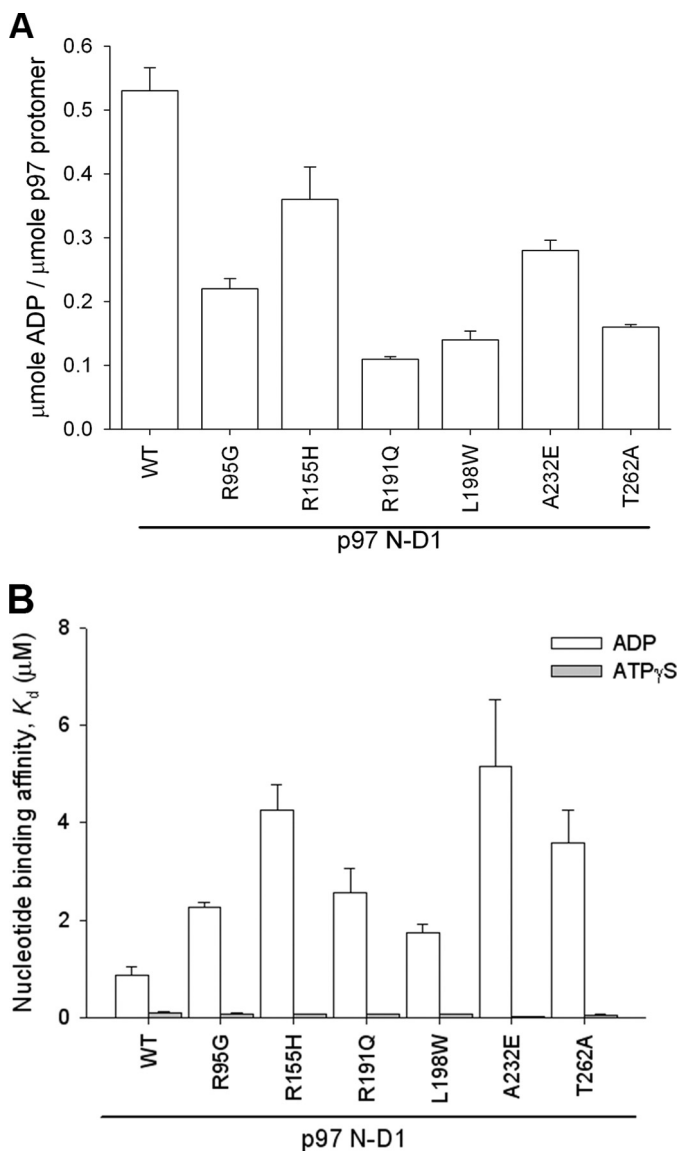 A
μmole ADP / μmole p97 protomer
0.6
0.5
0.4
0.3
0.2
0.1
0.0
WT
R95G
R155H
R191Q
L198W
A232E
T262A
p97 N-D1
B
Nucleotide binding affinity, Kd (μM)
8
6
4
2
0
ADP
ATPγS
WT
R95G
R155H
R191Q
L198W
A232E
T262A
p97 N-D1